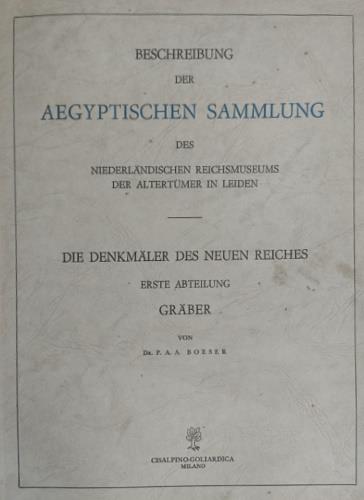 BESCHREIBUNG
DER
AEGYPTISCHEN SAMMLUNG
DES
NIEDERLÄNDISCHEN REICHSMUSEUMS
DER ALTERTÜMER IN LEIDEN
DIE DENKMÄLER DES NEUEN REICHES
ERSTE ABTEILUNG
GRÄBER
VON
DR. P. A. A. BOESER
CISALPINO-GOLIARDICA
MILANO